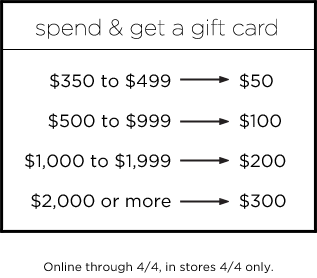 spend & get a gift card
$350 to $499 → $50
$500 to $999 → $100
$1,000 to $1,999 → $200
$2,000 or more → $300
Online through 4/4, in stores 4/4 only.